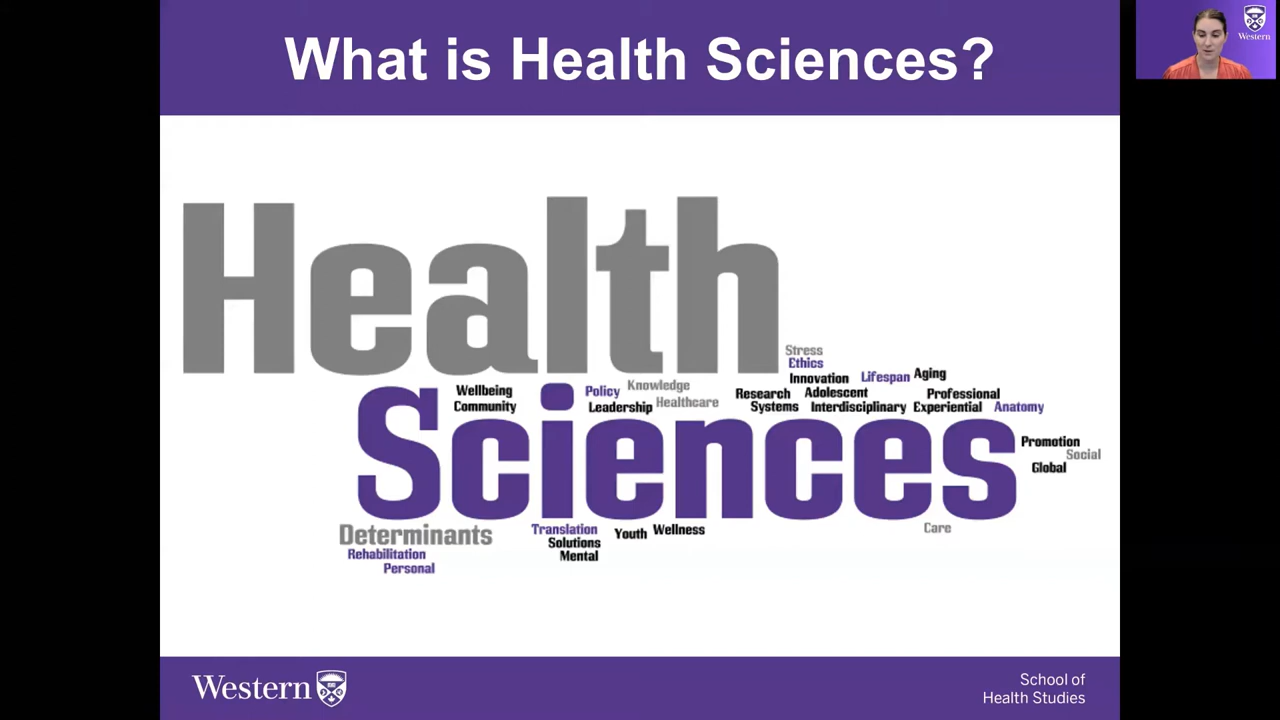 What is Health Sciences?
Western
Health
Stress
Ethics
Innovation Lifespan Aging
Wellbeing Policy Knowledge Research Adolescent Professional
Community Leadership Healthcare Systems Interdisciplinary Experiential Anatomy
Sciences
Promotion
Social
Global
Determinants Translation Youth Wellness Care
Rehabilitation Solutions
Personal Mental
Western
School of
Health Studies